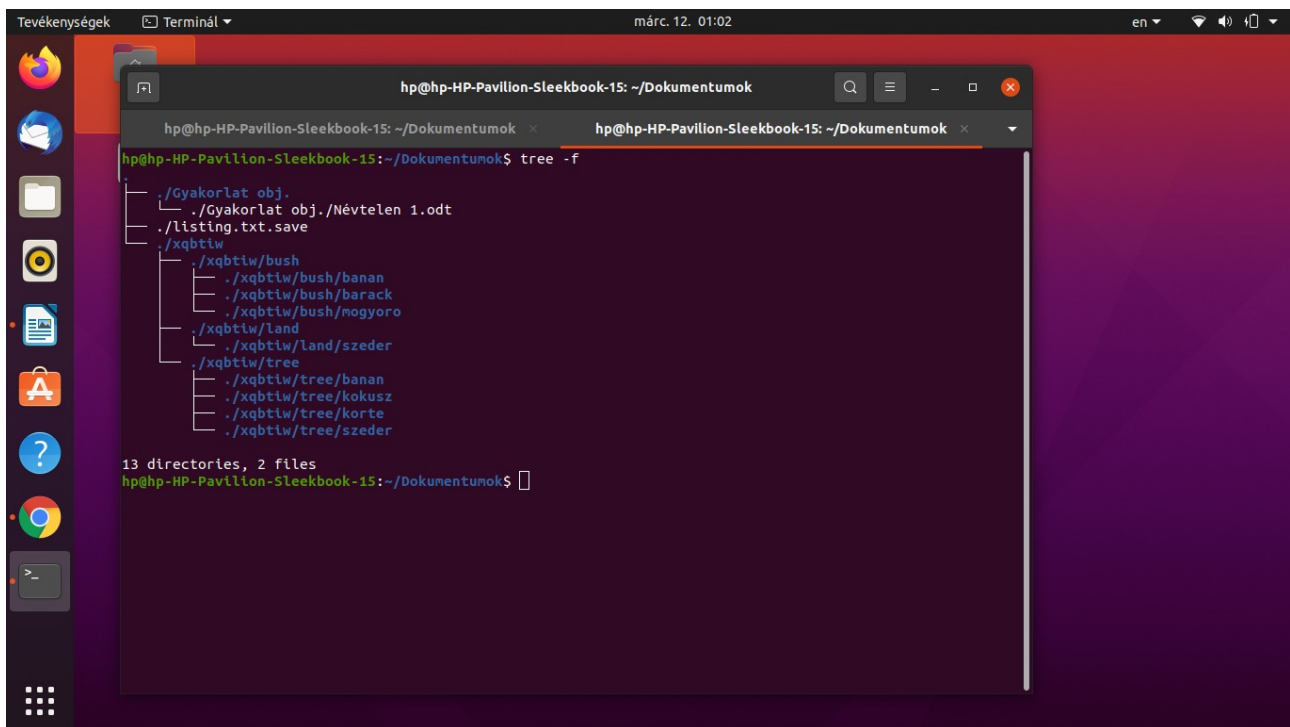 Tevékenységek Terminál márc. 12. 01:02 en
hp@hp-HP-Pavilion-Sleekbook-15: ~/Dokumentumok
hp@hp-HP-Pavilion-Sleekbook-15: ~/Dokumentumok × hp@hp-HP-Pavilion-Sleekbook-15: ~/Dokumentumok ×
hp@hp-HP-Pavilion-Sleekbook-15:~/Dokumentumok$ tree -f
.
├── ./Gyakorlat obj.
│   └── ./Gyakorlat obj./Névtelen 1.odt
├── ./listing.txt.save
└── ./xqbtiw
    ├── ./xqbtiw/bush
    │   ├── ./xqbtiw/bush/banan
    │   ├── ./xqbtiw/bush/barack
    │   └── ./xqbtiw/bush/mogyoro
    ├── ./xqbtiw/land
    │   └── ./xqbtiw/land/szeder
    └── ./xqbtiw/tree
        ├── ./xqbtiw/tree/banan
        ├── ./xqbtiw/tree/kokusz
        ├── ./xqbtiw/tree/korte
        └── ./xqbtiw/tree/szeder
13 directories, 2 files
hp@hp-HP-Pavilion-Sleekbook-15:~/Dokumentumok$